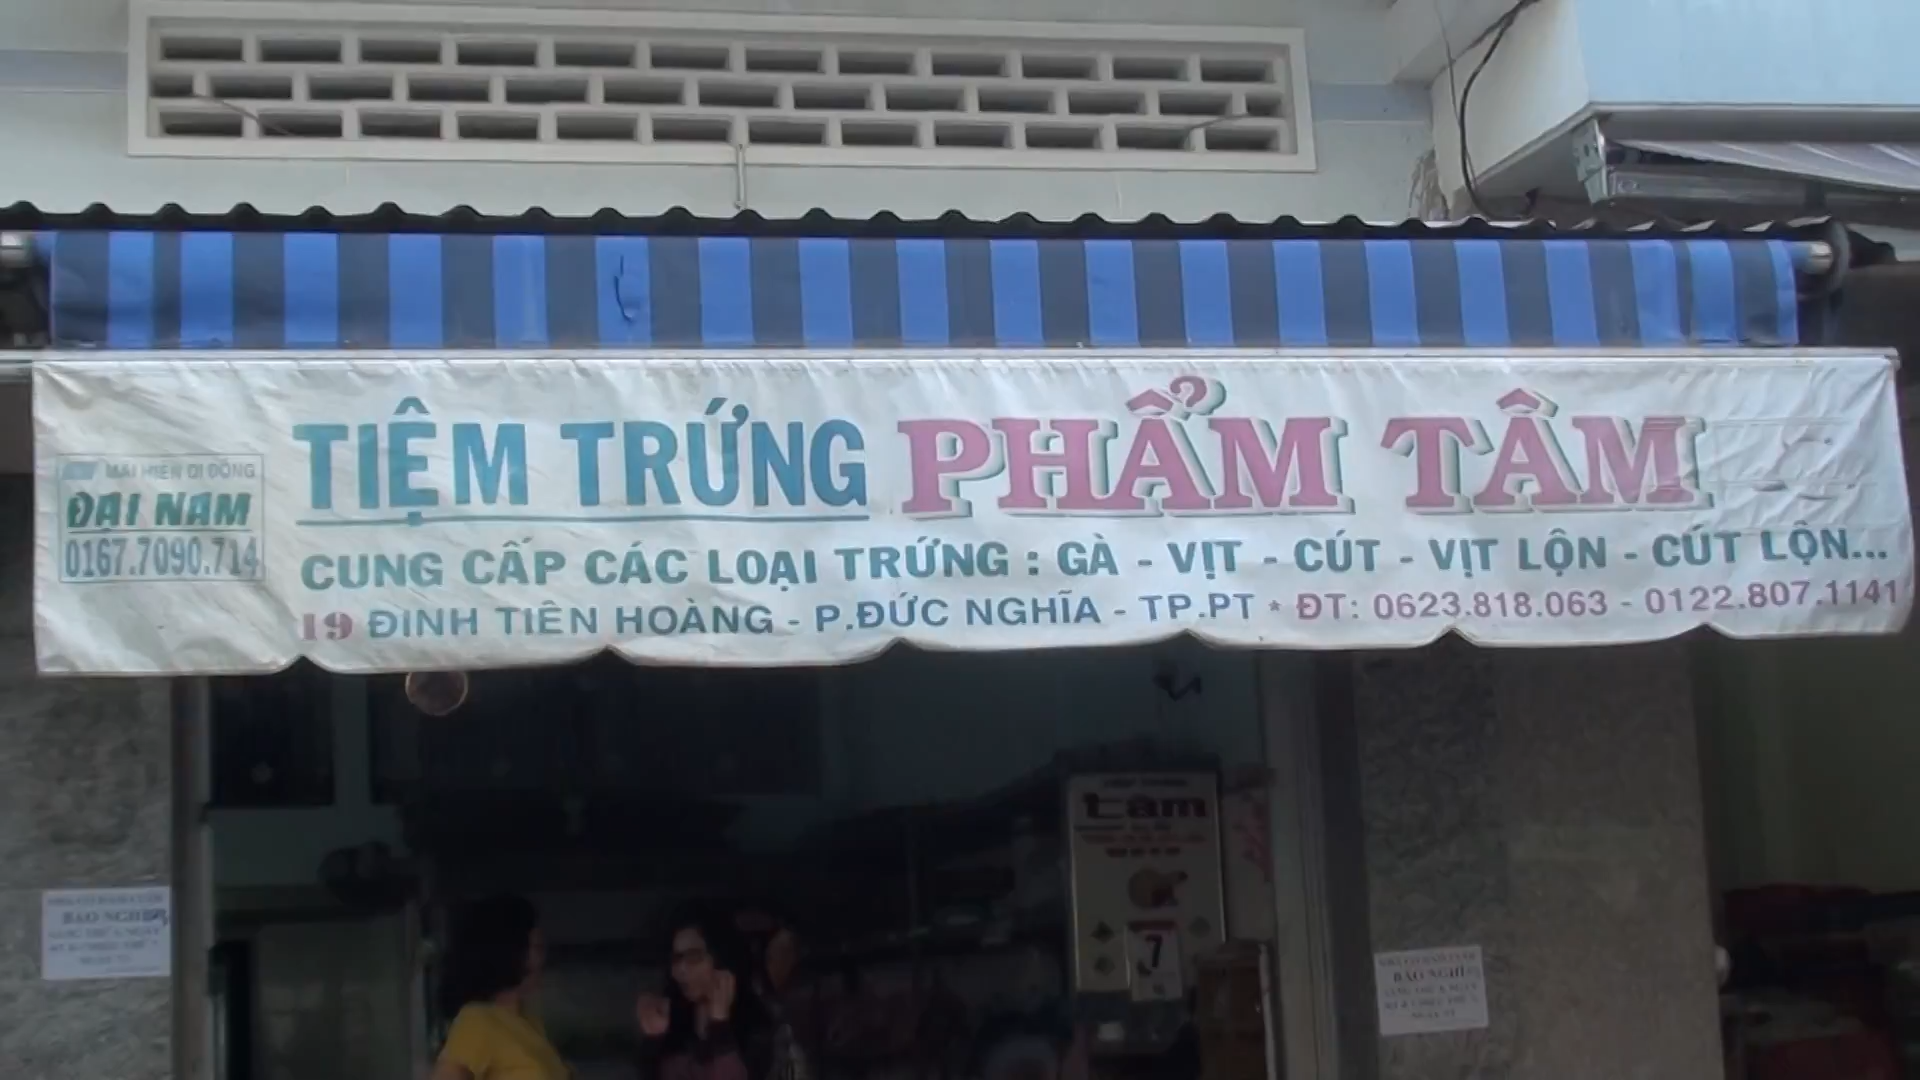 MÁI HIÊN DI ĐỘNG
ĐẠI NAM
0167.7090.714
TIỆM TRỨNG PHẨM TÂM
CUNG CẤP CÁC LOẠI TRỨNG : GÀ - VỊT - CÚT - VỊT LỘN - CÚT LỘN...
19 ĐINH TIÊN HOÀNG - P.ĐỨC NGHĨA - TP.PT * ĐT: 0623.818.063 - 0122.807.1141
tâm
7
BÁO NGHỈ
BÁO NGHỈ